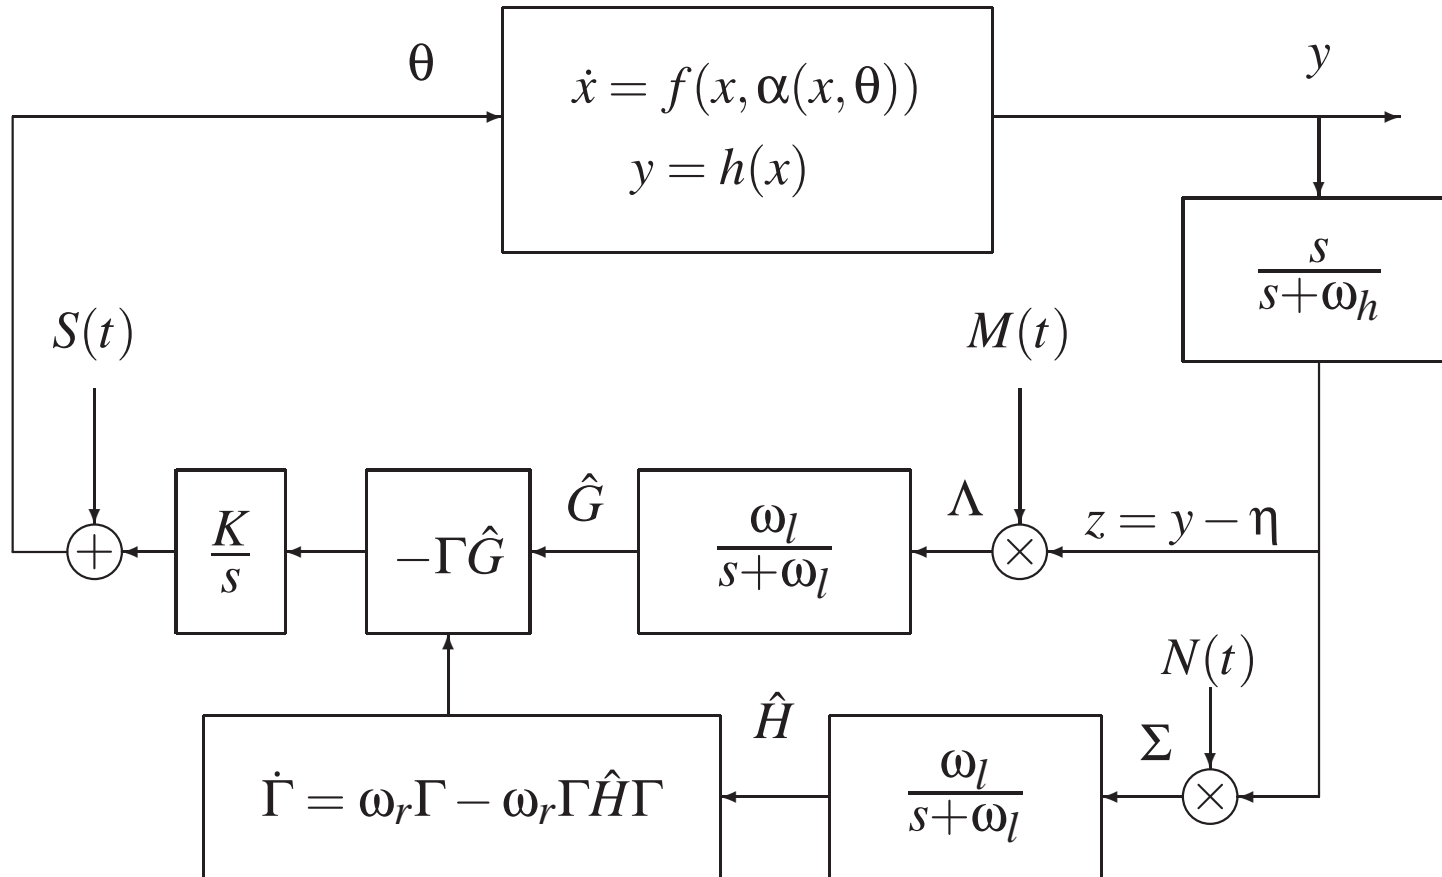 θ
ẋ = f(x, α(x, θ))
y = h(x)
y
s
s+ω_h
S(t)
M(t)
K
s
−ΓĜ
Ĝ
ω_l
s+ω_l
Λ
×
z = y − η
+
N(t)
Γ̇ = ω_rΓ − ω_rΓĤΓ
Ĥ
ω_l
s+ω_l
Σ
×